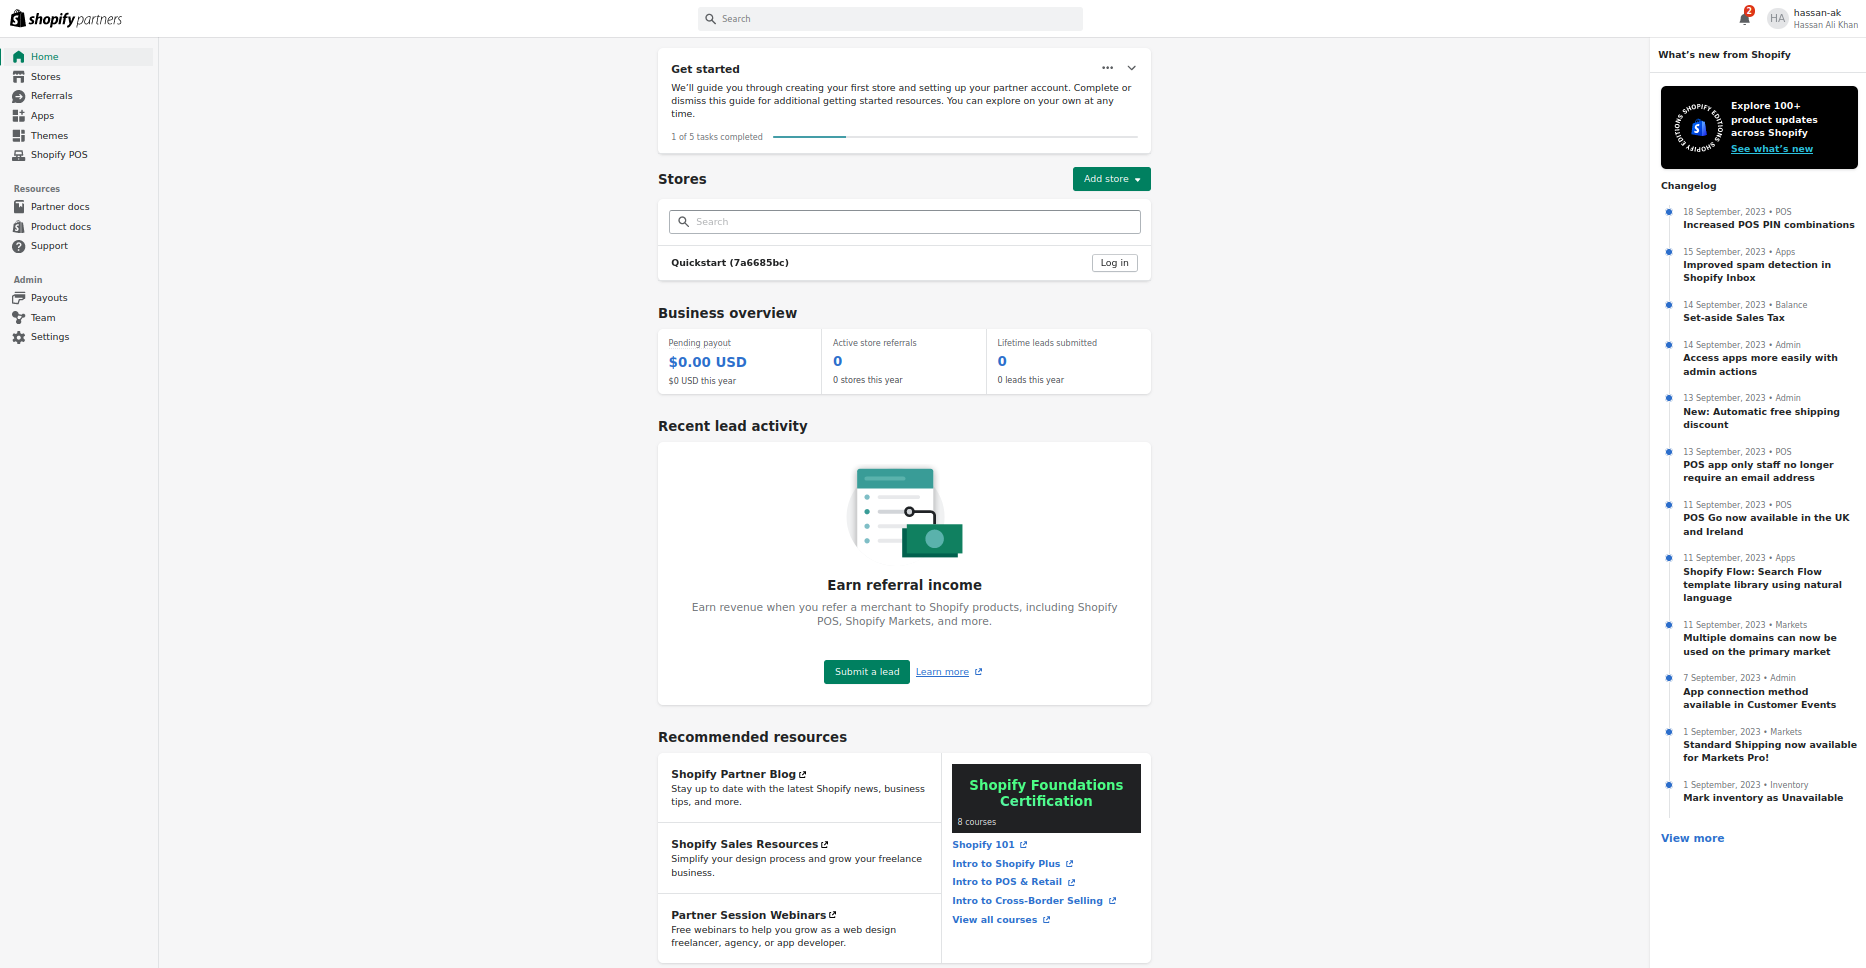 shopify partners
Search
2
HA
hassan-ak
Hassan Ali Khan
Home
Stores
Referrals
Apps
Themes
Shopify POS
Resources
Partner docs
Product docs
Support
Admin
Payouts
Team
Settings
Get started
We'll guide you through creating your first store and setting up your partner account. Complete or
dismiss this guide for additional getting started resources. You can explore on your own at any
time.
1 of 5 tasks completed
Stores
Add store
Search
Quickstart (7a6685bc)
Log in
Business overview
Pending payout
$0.00 USD
$0 USD this year
Active store referrals
0
0 stores this year
Lifetime leads submitted
0
0 leads this year
Recent lead activity
Earn referral income
Earn revenue when you refer a merchant to Shopify products, including Shopify
POS, Shopify Markets, and more.
Submit a lead
Learn more
Recommended resources
Shopify Partner Blog
Stay up to date with the latest Shopify news, business
tips, and more.
Shopify Sales Resources
Simplify your design process and grow your freelance
business.
Partner Session Webinars
Free webinars to help you grow as a web design
freelancer, agency, or app developer.
Shopify Foundations
Certification
8 courses
Shopify 101
Intro to Shopify Plus
Intro to POS & Retail
Intro to Cross-Border Selling
View all courses
What's new from Shopify
SHOPIFY EDITIONS SHOPIFY EDITIONS
Explore 100+
product updates
across Shopify
See what's new
Changelog
18 September, 2023 • POS
Increased POS PIN combinations
15 September, 2023 • Apps
Improved spam detection in
Shopify Inbox
14 September, 2023 • Balance
Set-aside Sales Tax
14 September, 2023 • Admin
Access apps more easily with
admin actions
13 September, 2023 • Admin
New: Automatic free shipping
discount
13 September, 2023 • POS
POS app only staff no longer
require an email address
11 September, 2023 • POS
POS Go now available in the UK
and Ireland
11 September, 2023 • Apps
Shopify Flow: Search Flow
template library using natural
language
11 September, 2023 • Markets
Multiple domains can now be
used on the primary market
7 September, 2023 • Admin
App connection method
available in Customer Events
1 September, 2023 • Markets
Standard Shipping now available
for Markets Pro!
1 September, 2023 • Inventory
Mark inventory as Unavailable
View more